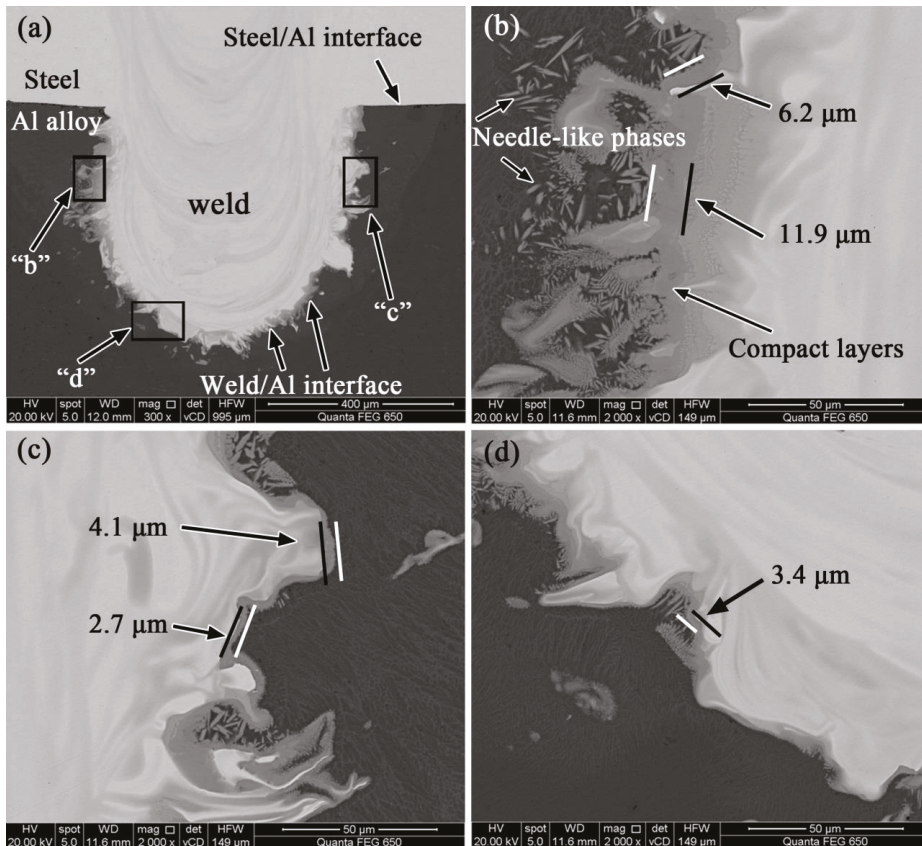 (a)
Steel/Al interface
Steel
Al alloy
weld
“b”
“c”
“d”
Weld/Al interface
HV spot WD mag □ det HFW 400 µm
20.00 kV 5.0 12.0 mm 300 x vCD 995 µm Quanta FEG 650
(b)
6.2 µm
Needle-like phases
11.9 µm
Compact layers
HV spot WD mag □ det HFW 50 µm
20.00 kV 5.0 11.6 mm 2 000 x vCD 149 µm Quanta FEG 650
(c)
4.1 µm
2.7 µm
HV spot WD mag □ det HFW 50 µm
20.00 kV 5.0 11.6 mm 2 000 x vCD 149 µm Quanta FEG 650
(d)
3.4 µm
HV spot WD mag □ det HFW 50 µm
20.00 kV 5.0 11.6 mm 2 000 x vCD 149 µm Quanta FEG 650